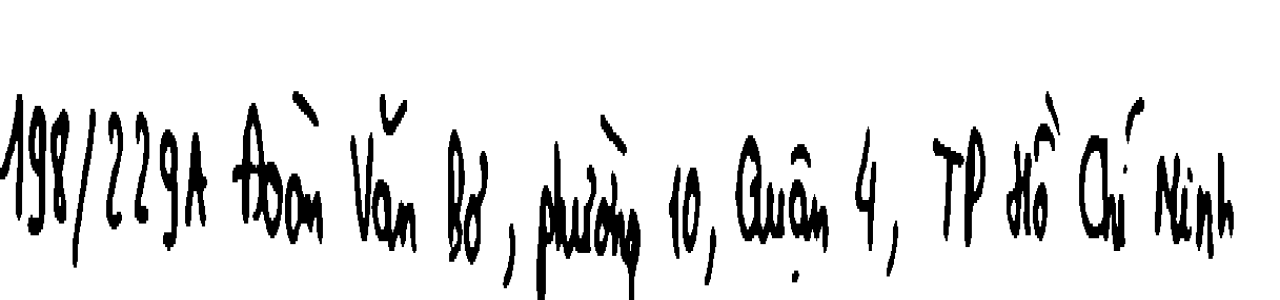 198/229A Đoàn Văn Bơ, phường 10, Quận 4, TP Hồ Chí Minh